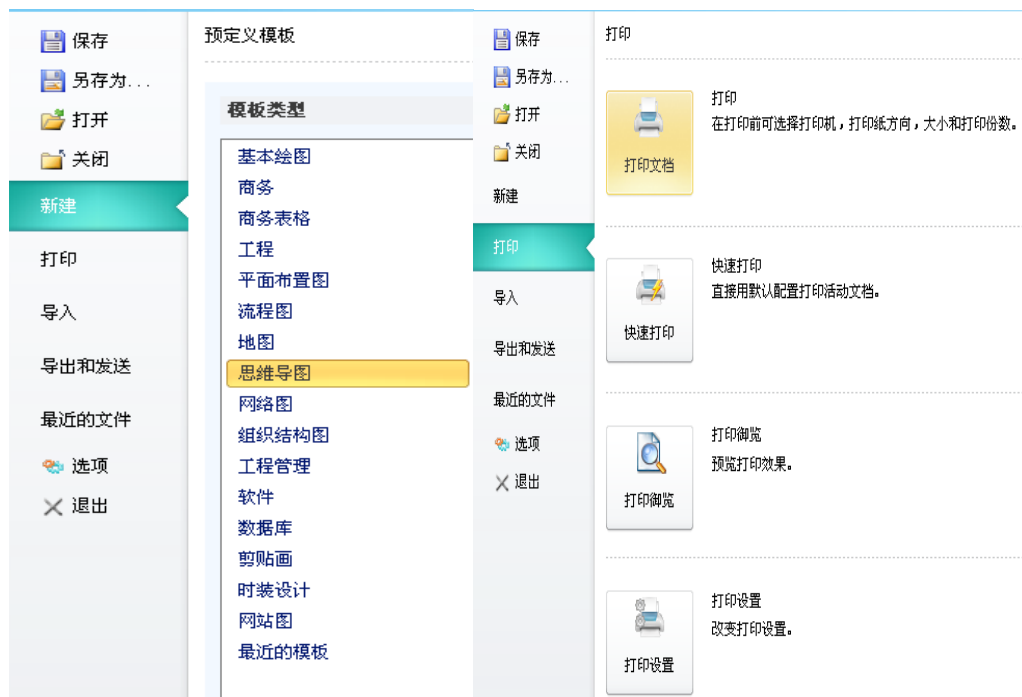 保存
另存为...
打开
关闭
新建
打印
导入
导出和发送
最近的文件
选项
退出
预定义模板
模板类型
基本绘图
商务
商务表格
工程
平面布置图
流程图
地图
思维导图
网络图
组织结构图
工程管理
软件
数据库
剪贴画
时装设计
网站图
最近的模板
保存
另存为...
打开
关闭
新建
打印
导入
导出和发送
最近的文件
选项
退出
打印
打印文档
打印
在打印前可选择打印机，打印纸方向，大小和打印份数。
快速打印
快速打印
直接用默认配置打印活动文档。
打印御览
打印御览
预览打印效果。
打印设置
打印设置
改变打印设置。